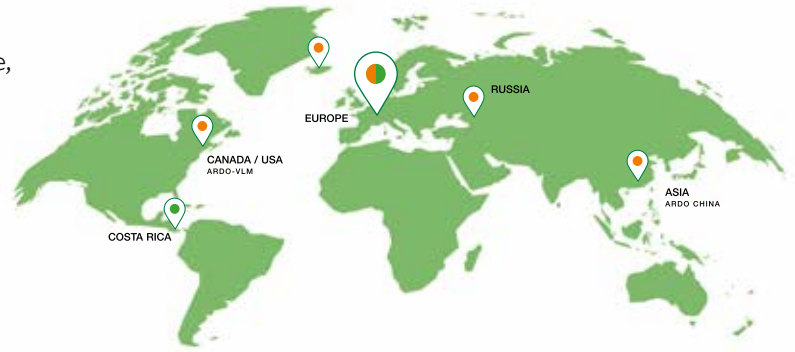 e,
RUSSIA
EUROPE
CANADA / USA
ARDO-VLM
ASIA
ARDO CHINA
COSTA RICA